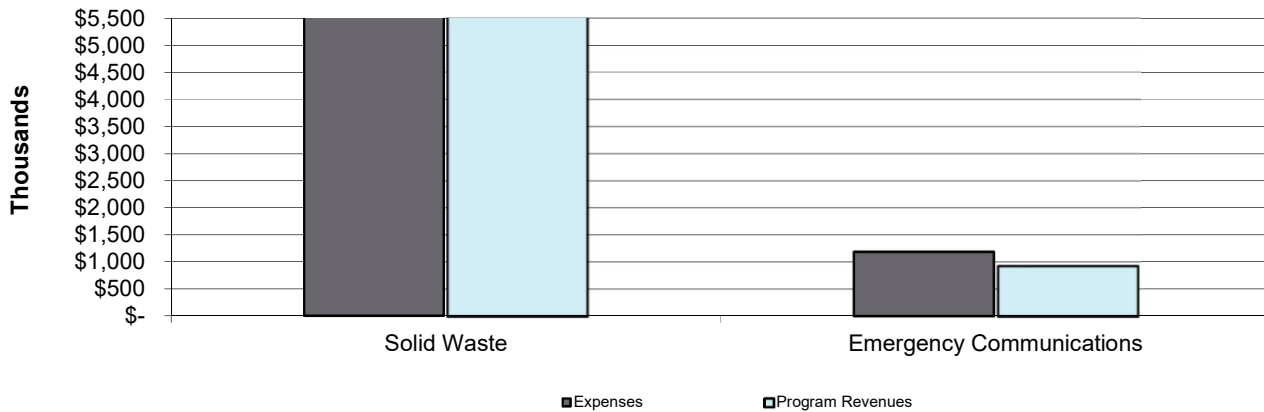 Thousands
$5,500
$5,000
$4,500
$4,000
$3,500
$3,000
$2,500
$2,000
$1,500
$1,000
$500
$-
Solid Waste
Emergency Communications
Expenses
Program Revenues